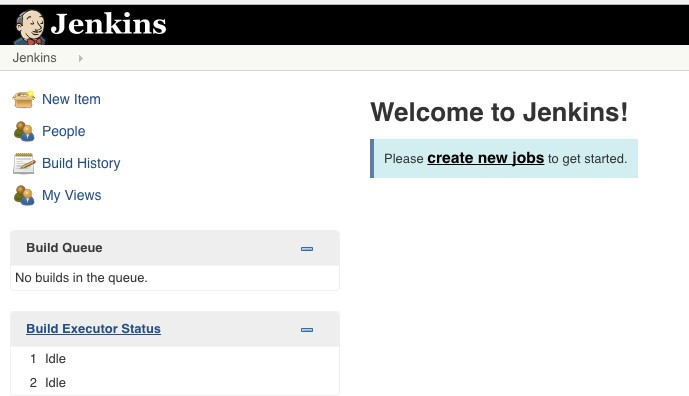 Jenkins
Jenkins
New Item
People
Build History
My Views
Build Queue
No builds in the queue.
Build Executor Status
1 Idle
2 Idle
Welcome to Jenkins!
Please create new jobs to get started.